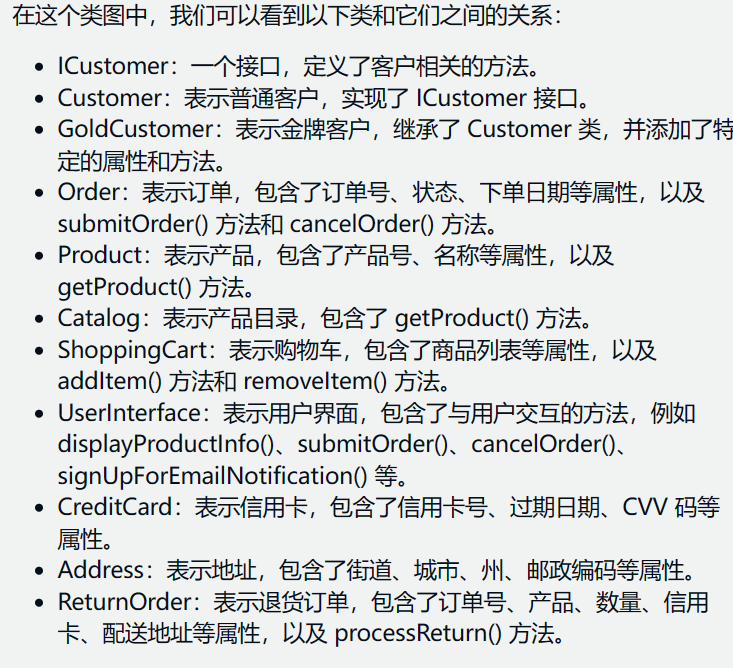 在这个类图中，我们可以看到以下类和它们之间的关系：
• ICustomer：一个接口，定义了客户相关的方法。
• Customer：表示普通客户，实现了 ICustomer 接口。
• GoldCustomer：表示金牌客户，继承了 Customer 类，并添加了特
定的属性和方法。
• Order：表示订单，包含了订单号、状态、下单日期等属性，以及
submitOrder() 方法和 cancelOrder() 方法。
• Product：表示产品，包含了产品号、名称等属性，以及
getProduct() 方法。
• Catalog：表示产品目录，包含了 getProduct() 方法。
• ShoppingCart：表示购物车，包含了商品列表等属性，以及
addItem() 方法和 removeItem() 方法。
• UserInterface：表示用户界面，包含了与用户交互的方法，例如
displayProductInfo()、submitOrder()、cancelOrder()、
signUpForEmailNotification() 等。
• CreditCard：表示信用卡，包含了信用卡号、过期日期、CVV 码等
属性。
• Address：表示地址，包含了街道、城市、州、邮政编码等属性。
• ReturnOrder：表示退货订单，包含了订单号、产品、数量、信用
卡、配送地址等属性，以及 processReturn() 方法。